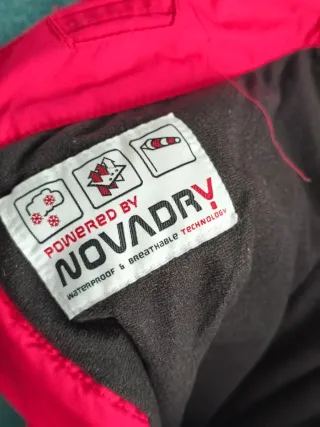 POWERED BY
NOVADRY
WATERPROOF & BREATHABLE TECHNOLOGY